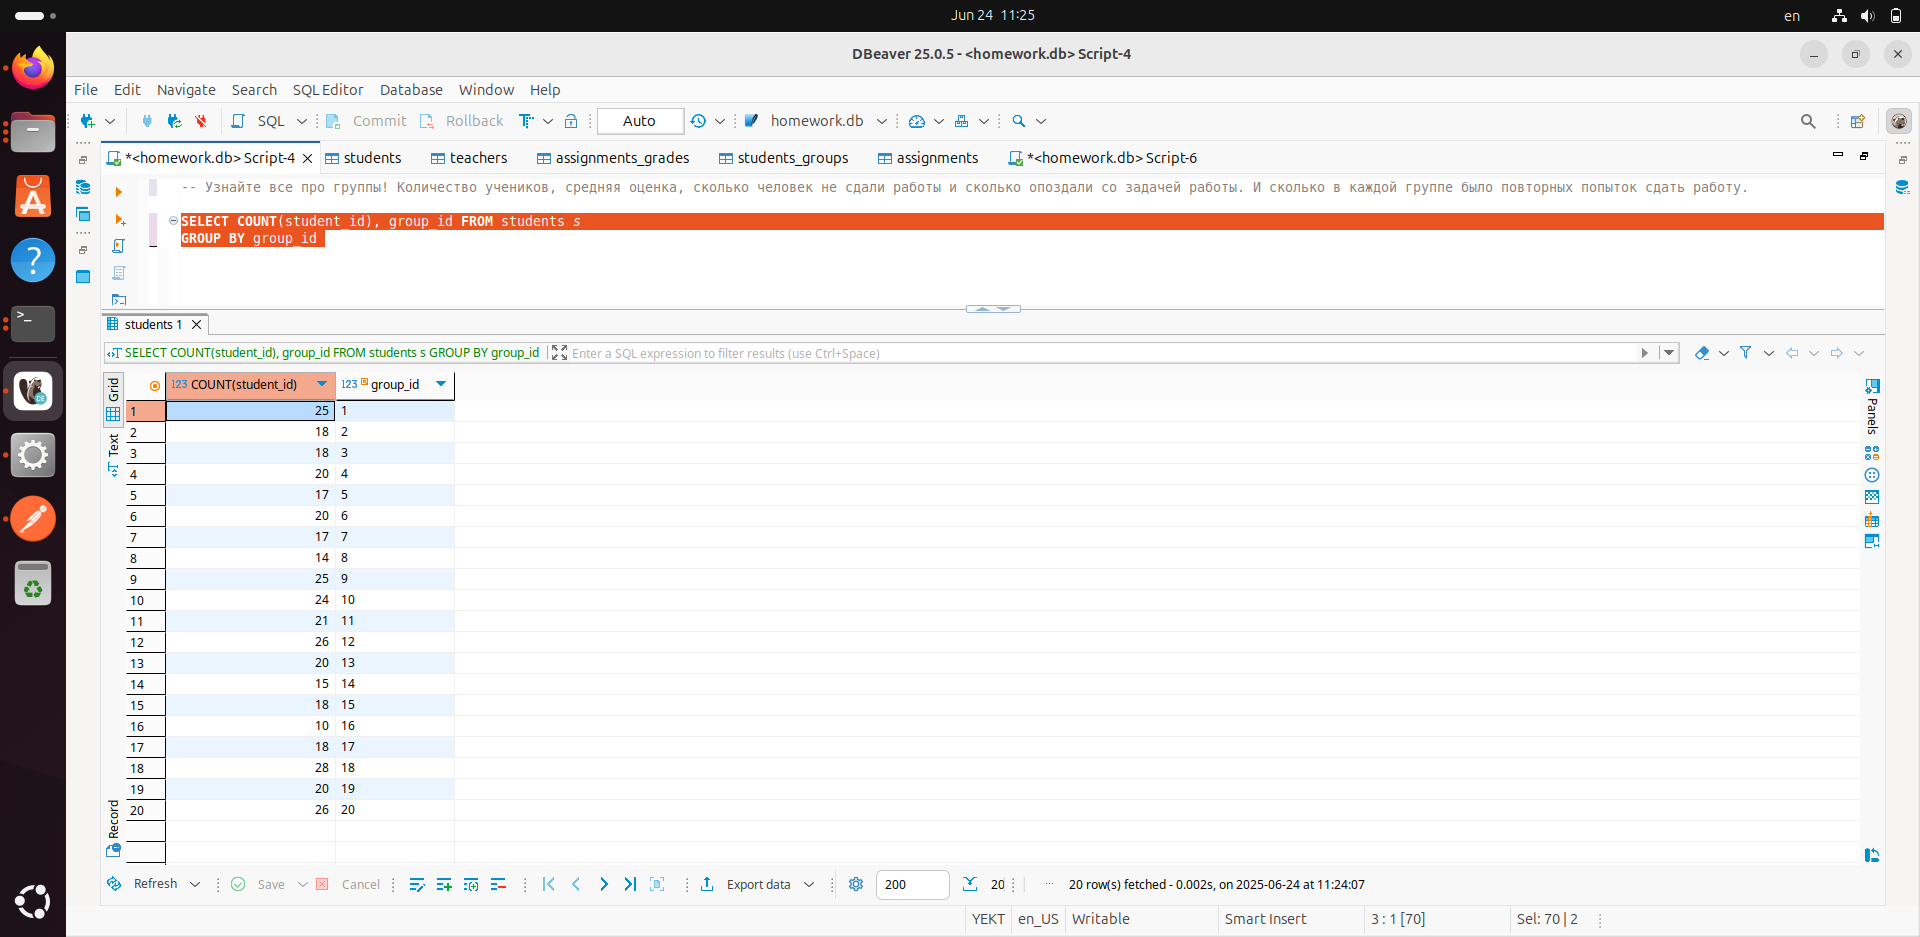 Jun 24 11:25
en
DBeaver 25.0.5 - <homework.db> Script-4
File Edit Navigate Search SQL Editor Database Window Help
SQL Commit Rollback Auto homework.db
*<homework.db> Script-4 students teachers assignments_grades students_groups assignments *<homework.db> Script-6
-- Узнайте все про группы! Количество учеников, средняя оценка, сколько человек не сдали работы и сколько опоздали со задачей работы. И сколько в каждой группе было повторных попыток сдать работу.
SELECT COUNT(student_id), group_id FROM students s
GROUP BY group_id
students 1
SELECT COUNT(student_id), group_id FROM students s GROUP BY group_id Enter a SQL expression to filter results (use Ctrl+Space)
Grid
Text
Record
Panels
123 COUNT(student_id) 123 group_id
1 25 1
2 18 2
3 18 3
4 20 4
5 17 5
6 20 6
7 17 7
8 14 8
9 25 9
10 24 10
11 21 11
12 26 12
13 20 13
14 15 14
15 18 15
16 10 16
17 18 17
18 28 18
19 20 19
20 26 20
Refresh Save Cancel Export data 200 20 20 row(s) fetched - 0.002s, on 2025-06-24 at 11:24:07
YEKT en_US Writable Smart Insert 3 : 1 [70] Sel: 70 | 2